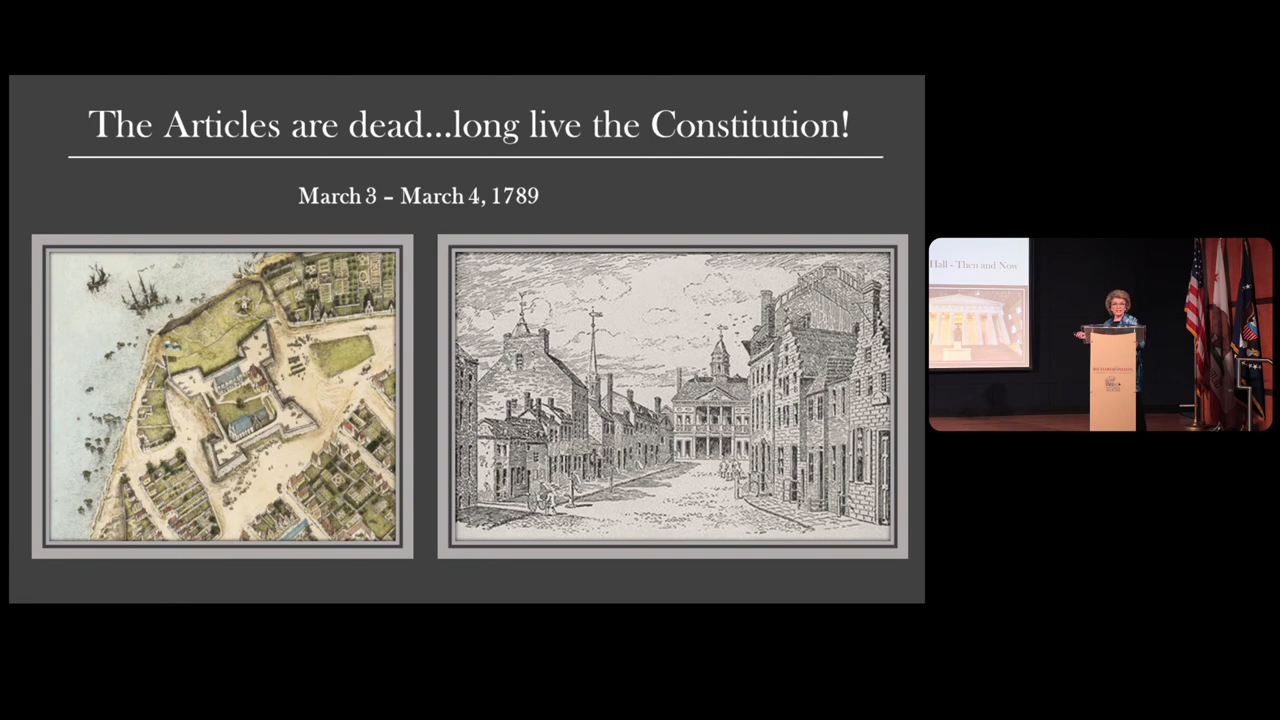 The Articles are dead...long live the Constitution!
March 3 – March 4, 1789
Hall - Then and Now